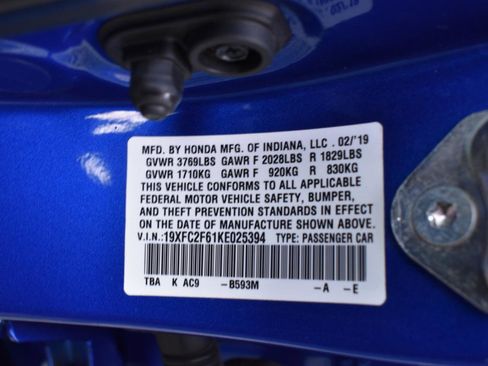 MFD. BY HONDA MFG. OF INDIANA, LLC. 02/'19
GVWR 3769LBS GAWR F 2028LBS R 1829LBS
GVWR 1710KG GAWR F 920KG R 830KG
THIS VEHICLE CONFORMS TO ALL APPLICABLE
FEDERAL MOTOR VEHICLE SAFETY, BUMPER,
AND THEFT PREVENTION STANDARDS IN EFFECT
ON THE DATE OF MANUFACTURE SHOWN ABOVE.
V.I.N.:19XFC2F61KE025394 TYPE: PASSENGER CAR
TBA K AC9 -B593M -A -E